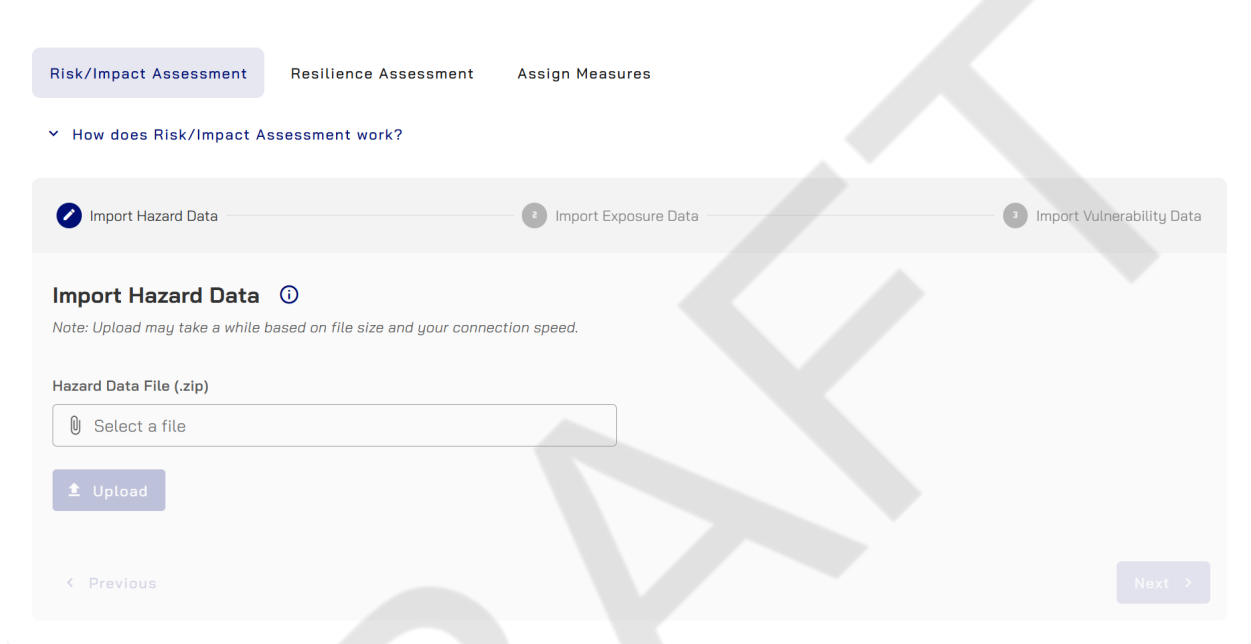 Risk/Impact Assessment Resilience Assessment Assign Measures
How does Risk/Impact Assessment work?
Import Hazard Data 2 Import Exposure Data 3 Import Vulnerability Data
Import Hazard Data
Note: Upload may take a while based on file size and your connection speed.
Hazard Data File (.zip)
Select a file
Upload
Previous Next